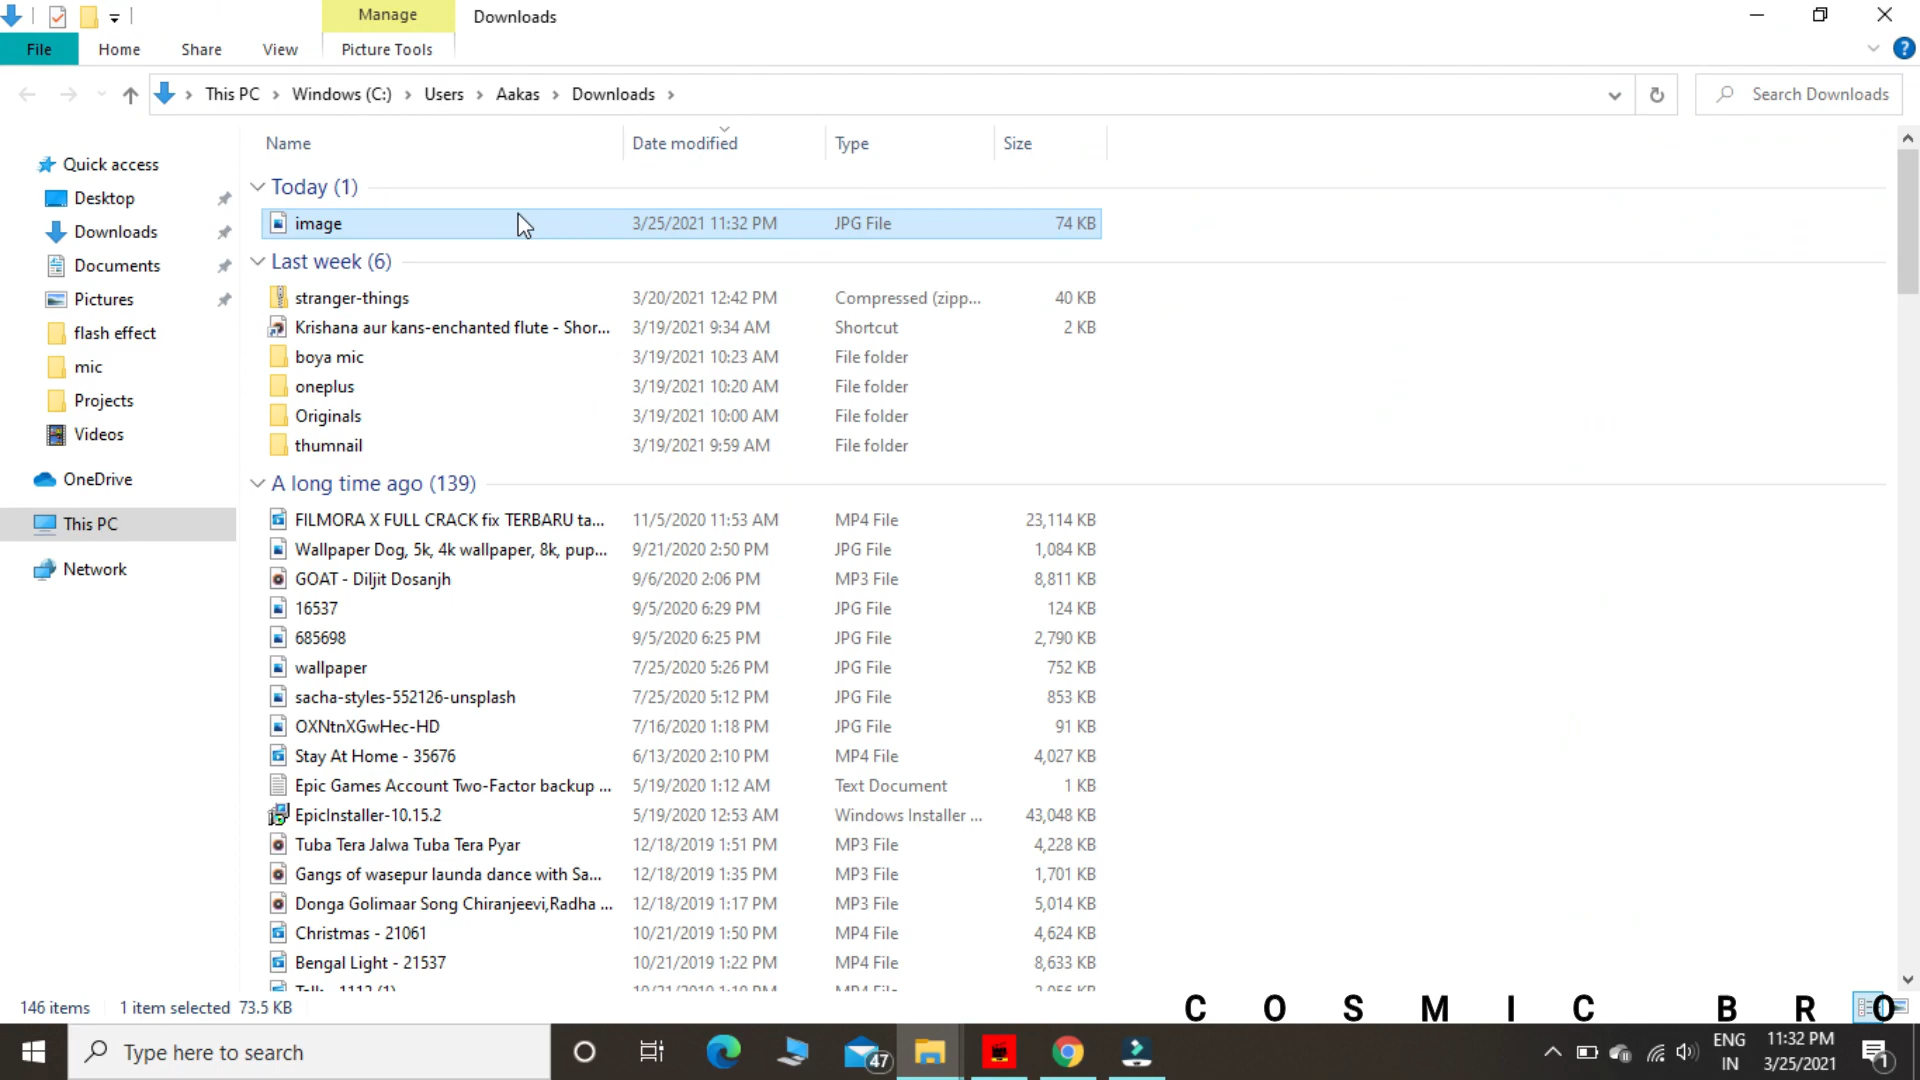 Manage
Downloads
File
Home
Share
View
Picture Tools
This PC
Windows (C:)
Users
Aakas
Downloads
Search Downloads
Name
Date modified
Type
Size
Quick access
Desktop
Downloads
Documents
Pictures
flash effect
mic
Projects
Videos
OneDrive
This PC
Network
Today (1)
image 3/25/2021 11:32 PM JPG File 74 KB
Last week (6)
stranger-things 3/20/2021 12:42 PM Compressed (zipp... 40 KB
Krishana aur kans-enchanted flute - Shor... 3/19/2021 9:34 AM Shortcut 2 KB
boya mic 3/19/2021 10:23 AM File folder
oneplus 3/19/2021 10:20 AM File folder
Originals 3/19/2021 10:00 AM File folder
thumnail 3/19/2021 9:59 AM File folder
A long time ago (139)
FILMORA X FULL CRACK fix TERBARU ta... 11/5/2020 11:53 AM MP4 File 23,114 KB
Wallpaper Dog, 5k, 4k wallpaper, 8k, pup... 9/21/2020 2:50 PM JPG File 1,084 KB
GOAT - Diljit Dosanjh 9/6/2020 2:06 PM MP3 File 8,811 KB
16537 9/5/2020 6:29 PM JPG File 124 KB
685698 9/5/2020 6:25 PM JPG File 2,790 KB
wallpaper 7/25/2020 5:26 PM JPG File 752 KB
sacha-styles-552126-unsplash 7/25/2020 5:12 PM JPG File 853 KB
OXNtnXGwHec-HD 7/16/2020 1:18 PM JPG File 91 KB
Stay At Home - 35676 6/13/2020 2:10 PM MP4 File 4,027 KB
Epic Games Account Two-Factor backup ... 5/19/2020 1:12 AM Text Document 1 KB
EpicInstaller-10.15.2 5/19/2020 12:53 AM Windows Installer ... 43,048 KB
Tuba Tera Jalwa Tuba Tera Pyar 12/18/2019 1:51 PM MP3 File 4,228 KB
Gangs of wasepur launda dance with Sa... 12/18/2019 1:35 PM MP3 File 1,701 KB
Donga Golimaar Song Chiranjeevi,Radha ... 12/18/2019 1:17 PM MP3 File 5,014 KB
Christmas - 21061 10/21/2019 1:50 PM MP4 File 4,624 KB
Bengal Light - 21537 10/21/2019 1:22 PM MP4 File 8,633 KB
146 items 1 item selected 73.5 KB
COSMIC BRO
Type here to search
47
ENG
IN
11:32 PM
3/25/2021
1